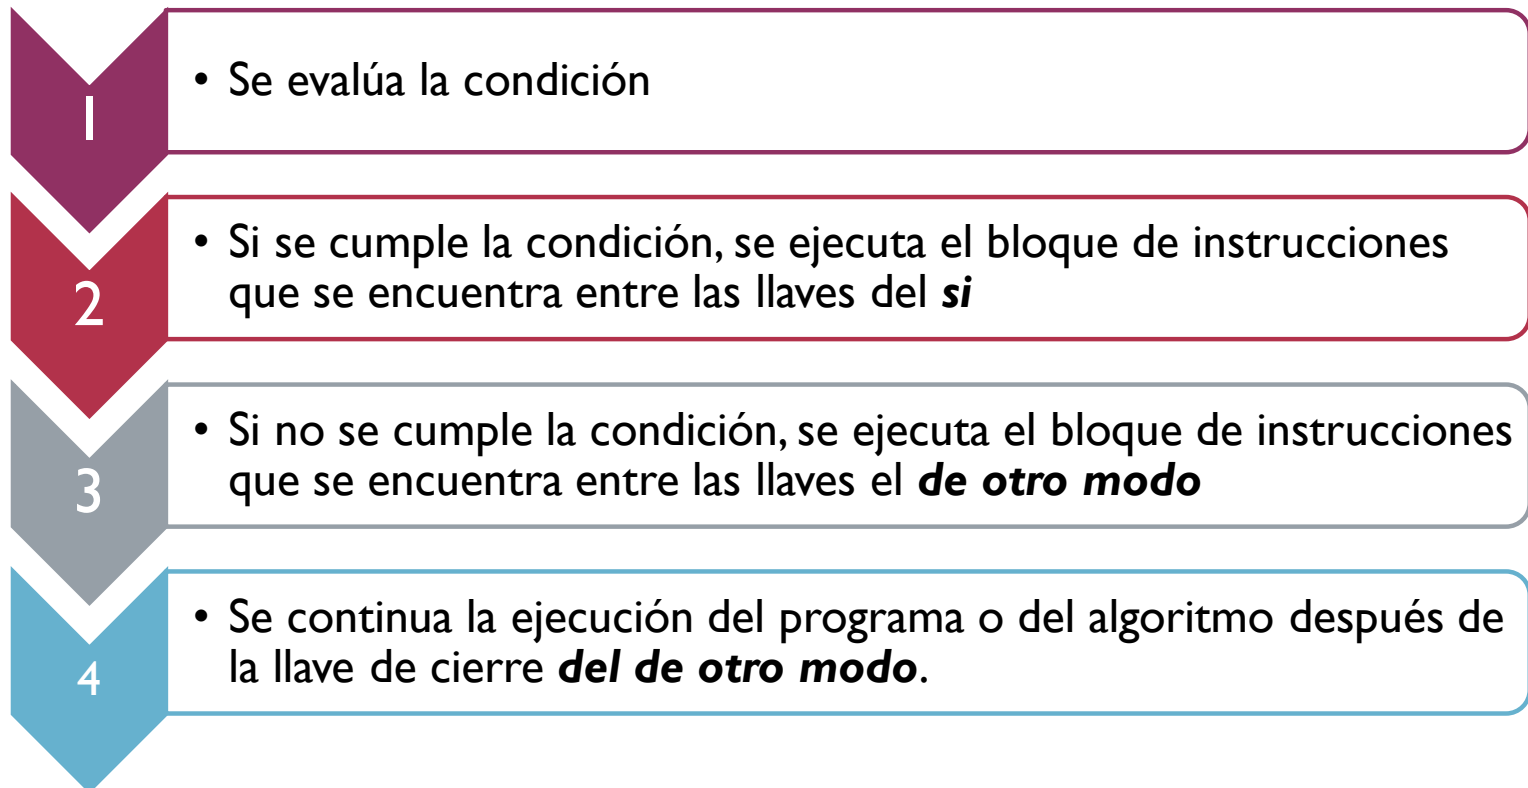 1
• Se evalúa la condición
2
• Si se cumple la condición, se ejecuta el bloque de instrucciones
que se encuentra entre las llaves del si
3
• Si no se cumple la condición, se ejecuta el bloque de instrucciones
que se encuentra entre las llaves el de otro modo
4
• Se continua la ejecución del programa o del algoritmo después de
la llave de cierre del de otro modo.